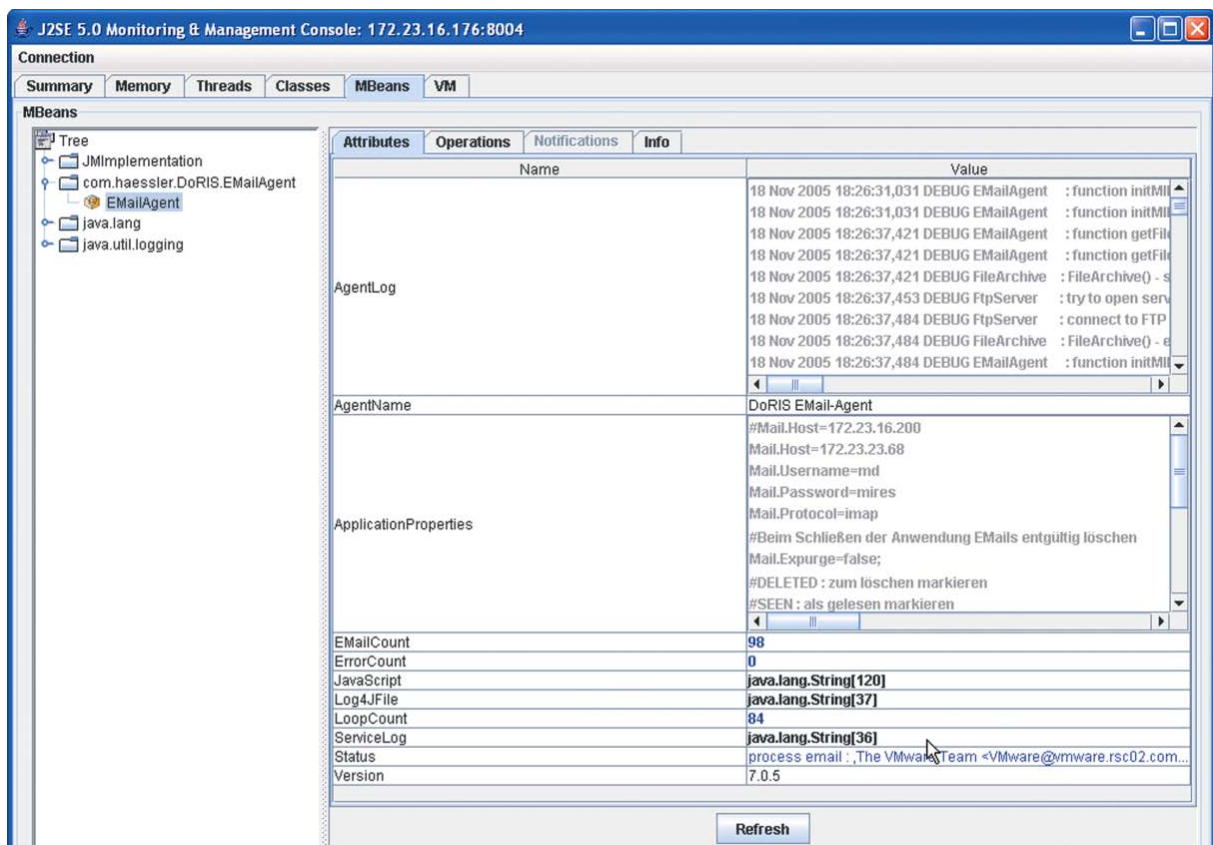 J2SE 5.0 Monitoring & Management Console: 172.23.16.176:8004
Connection
Summary Memory Threads Classes MBeans VM
MBeans
Tree
JMImplementation
com.haessler.DoRIS.EMailAgent
EMailAgent
java.lang
java.util.logging
Attributes Operations Notifications Info
Name Value
AgentLog
18 Nov 2005 18:26:31,031 DEBUG EMailAgent : function initMI
18 Nov 2005 18:26:31,031 DEBUG EMailAgent : function initMI
18 Nov 2005 18:26:37,421 DEBUG EMailAgent : function getFil
18 Nov 2005 18:26:37,421 DEBUG EMailAgent : function getFil
18 Nov 2005 18:26:37,421 DEBUG FileArchive : FileArchive() - s
18 Nov 2005 18:26:37,453 DEBUG FtpServer : try to open serv
18 Nov 2005 18:26:37,484 DEBUG FtpServer : connect to FTP
18 Nov 2005 18:26:37,484 DEBUG FileArchive : FileArchive() - e
18 Nov 2005 18:26:37,484 DEBUG EMailAgent : function initMI
AgentName DoRIS EMail-Agent
ApplicationProperties
#Mail.Host=172.23.16.200
Mail.Host=172.23.23.68
Mail.Username=md
Mail.Password=mires
Mail.Protocol=imap
#Beim Schließen der Anwendung EMails entgültig löschen
Mail.Expurge=false;
#DELETED : zum löschen markieren
#SEEN : als gelesen markieren
EMailCount 98
ErrorCount 0
JavaScript java.lang.String[120]
Log4JFile java.lang.String[37]
LoopCount 84
ServiceLog java.lang.String[36]
Status process email : ,The VMware Team <VMware@vmware.rsc02.com...
Version 7.0.5
Refresh